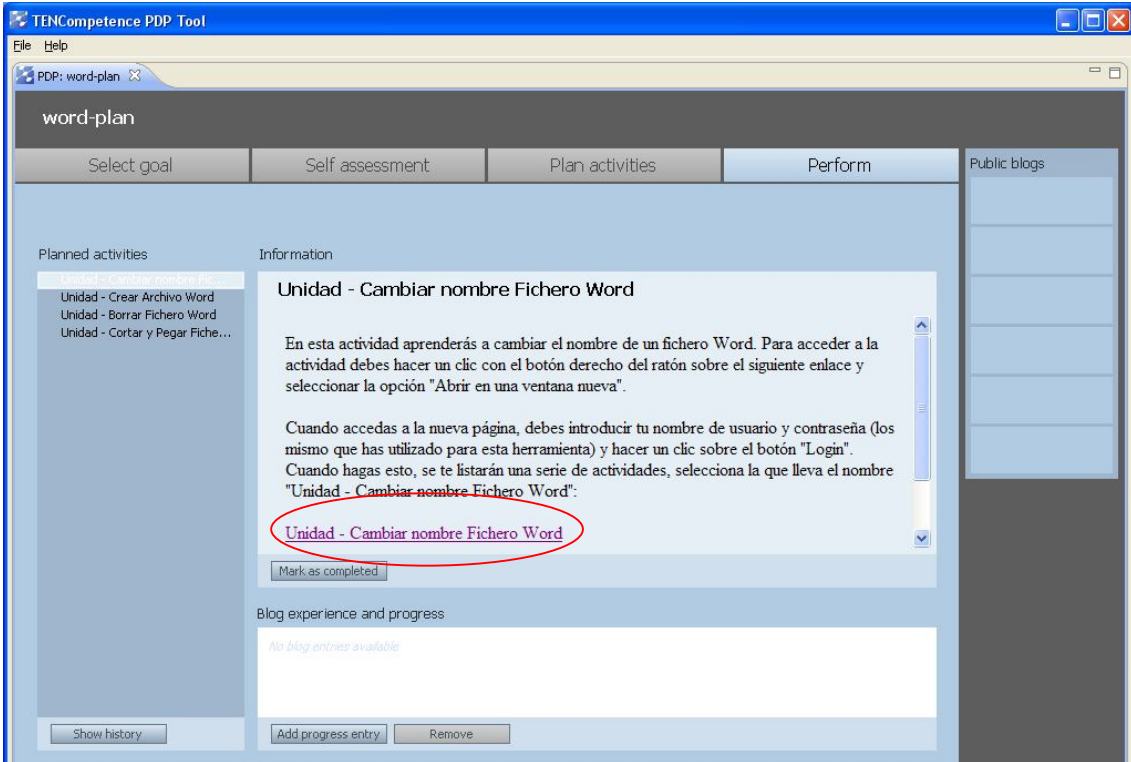 TENCompetence PDP Tool
File Help
PDP: word-plan
word-plan
Select goal
Self assessment
Plan activities
Perform
Public blogs
Planned activities
Unidad - Cambiar nombre Fic...
Unidad - Crear Archivo Word
Unidad - Borrar Fichero Word
Unidad - Cortar y Pegar Fiche...
Show history
Information
Unidad - Cambiar nombre Fichero Word
En esta actividad aprenderás a cambiar el nombre de un fichero Word. Para acceder a la
actividad debes hacer un clic con el botón derecho del ratón sobre el siguiente enlace y
seleccionar la opción "Abrir en una ventana nueva".
Cuando accedas a la nueva página, debes introducir tu nombre de usuario y contraseña (los
mismo que has utilizado para esta herramienta) y hacer un clic sobre el botón "Login".
Cuando hagas esto, se te listarán una serie de actividades, selecciona la que lleva el nombre
"Unidad - Cambiar nombre Fichero Word":
Unidad - Cambiar nombre Fichero Word
Mark as completed
Blog experience and progress
No blog entries available
Add progress entry
Remove